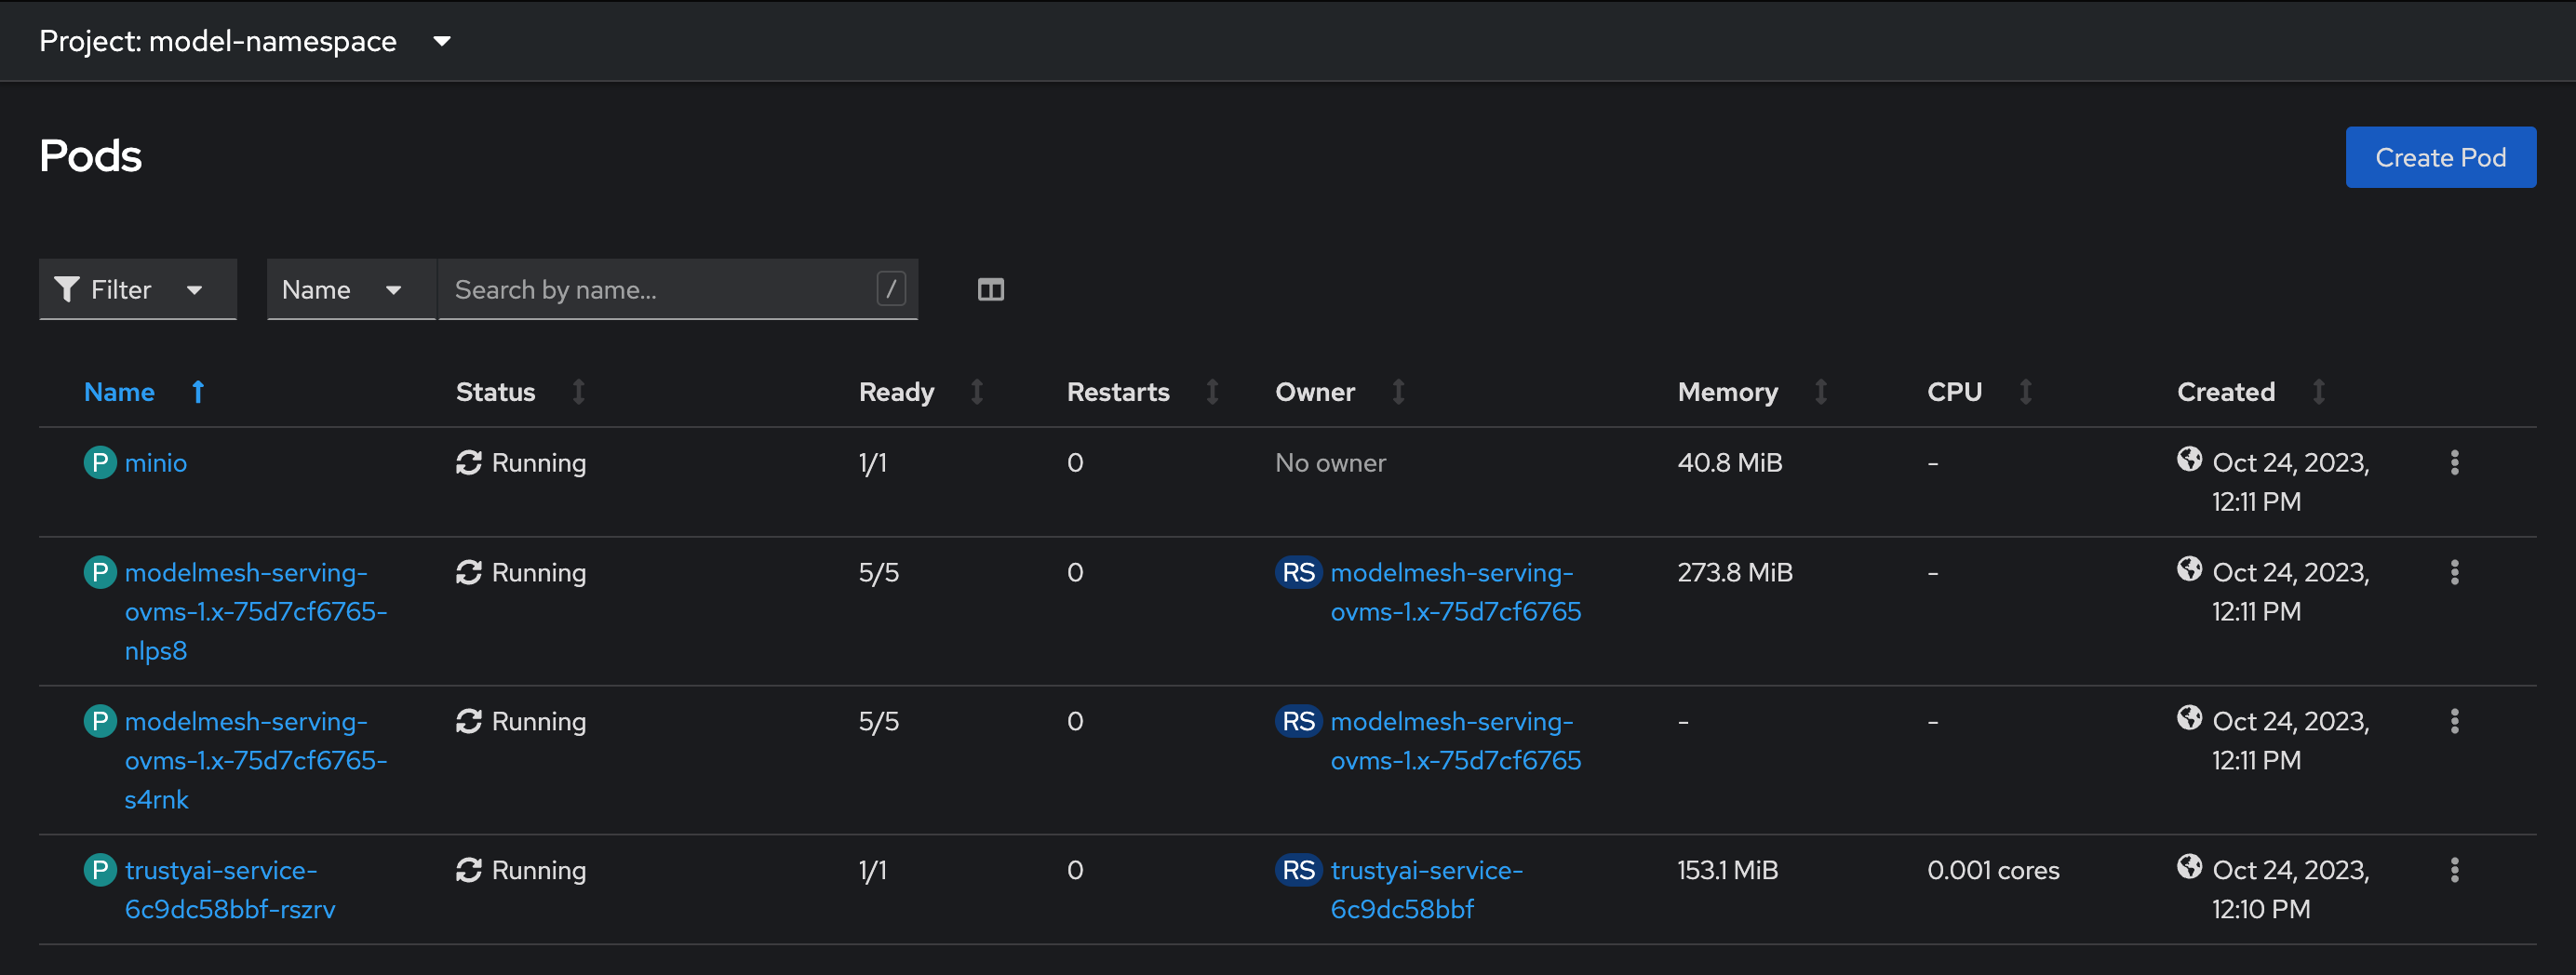 Project: model-namespace
Pods
Create Pod
Filter
Name
Search by name...
/
Name Status Ready Restarts Owner Memory CPU Created
P minio Running 1/1 0 No owner 40.8 MiB - Oct 24, 2023,
12:11 PM
P modelmesh-serving- Running 5/5 0 RS modelmesh-serving- 273.8 MiB - Oct 24, 2023,
ovms-1.x-75d7cf6765- ovms-1.x-75d7cf6765 12:11 PM
nlps8
P modelmesh-serving- Running 5/5 0 RS modelmesh-serving- - - Oct 24, 2023,
ovms-1.x-75d7cf6765- ovms-1.x-75d7cf6765 12:11 PM
s4rnk
P trustyai-service- Running 1/1 0 RS trustyai-service- 153.1 MiB 0.001 cores Oct 24, 2023,
6c9dc58bbf-rszrv 6c9dc58bbf 12:10 PM